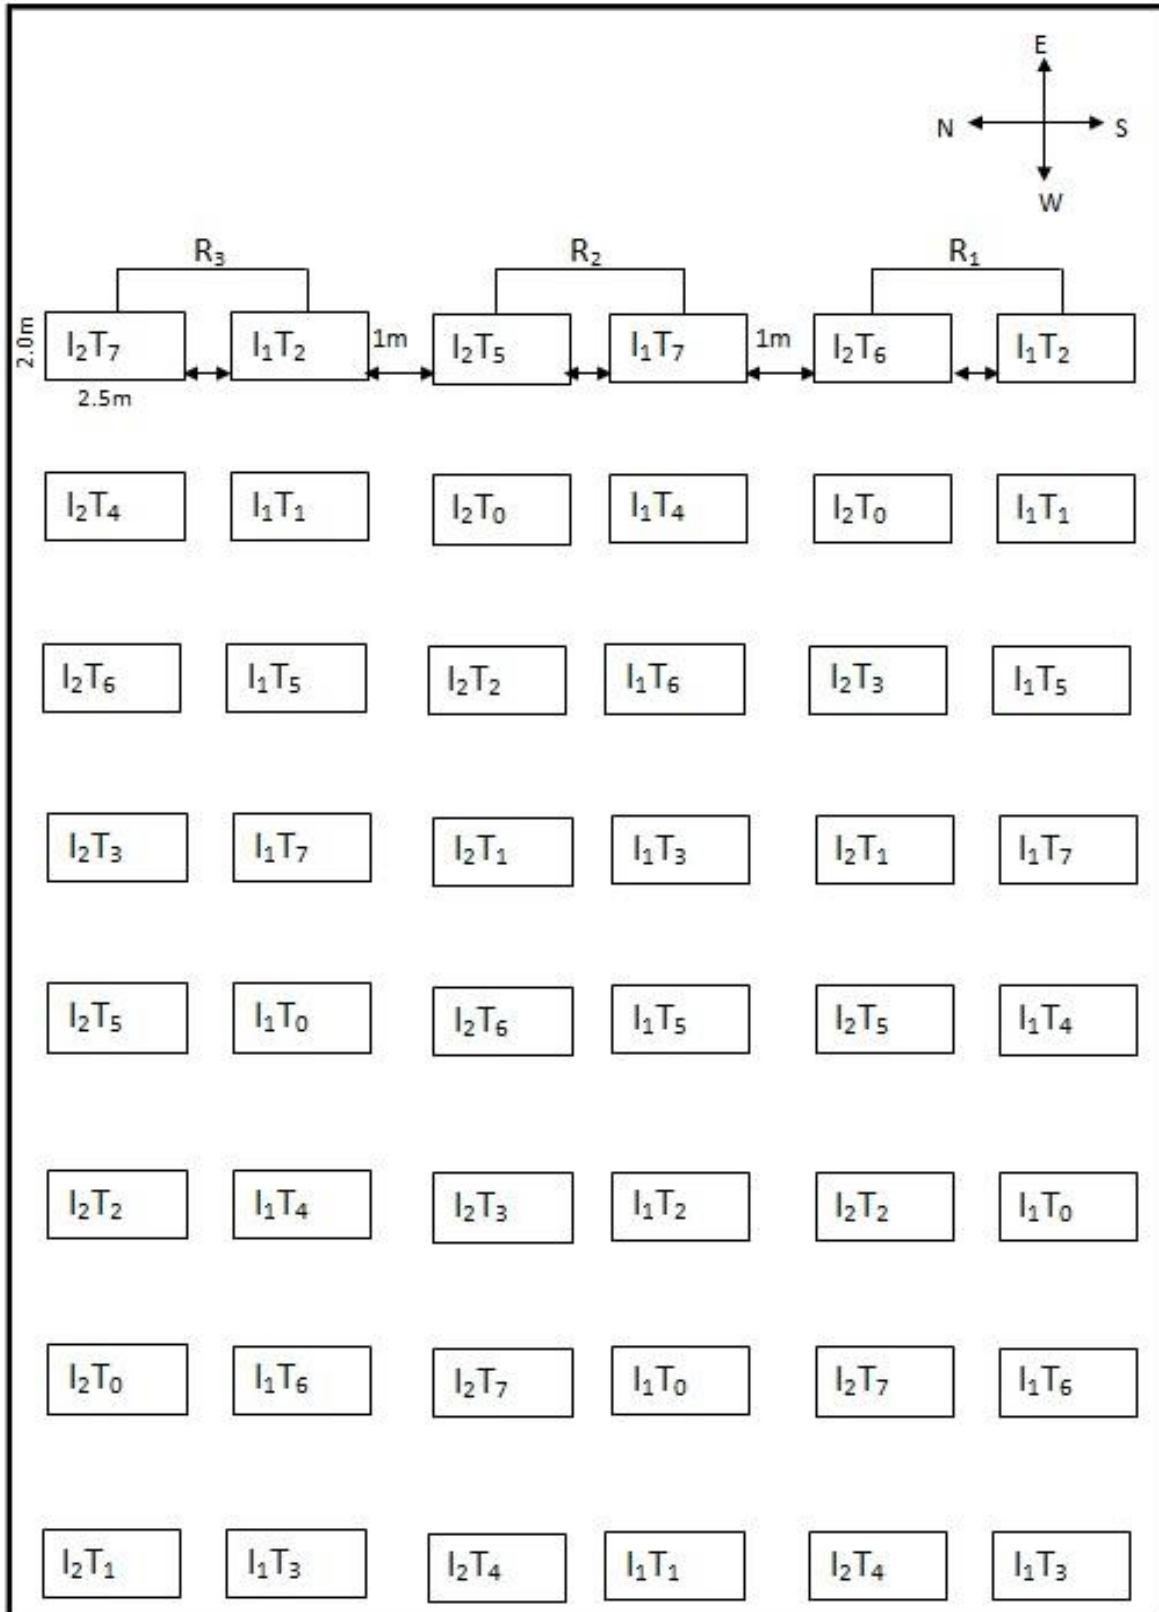 E
N S
W
R₃ R₂ R₁
2.0m I₂T₇ I₁T₂ 1m I₂T₅ I₁T₇ 1m I₂T₆ I₁T₂
2.5m
I₂T₄ I₁T₁ I₂T₀ I₁T₄ I₂T₀ I₁T₁
I₂T₆ I₁T₅ I₂T₂ I₁T₆ I₂T₃ I₁T₅
I₂T₃ I₁T₇ I₂T₁ I₁T₃ I₂T₁ I₁T₇
I₂T₅ I₁T₀ I₂T₆ I₁T₅ I₂T₅ I₁T₄
I₂T₂ I₁T₄ I₂T₃ I₁T₂ I₂T₂ I₁T₀
I₂T₀ I₁T₆ I₂T₇ I₁T₀ I₂T₇ I₁T₆
I₂T₁ I₁T₃ I₂T₄ I₁T₁ I₂T₄ I₁T₃